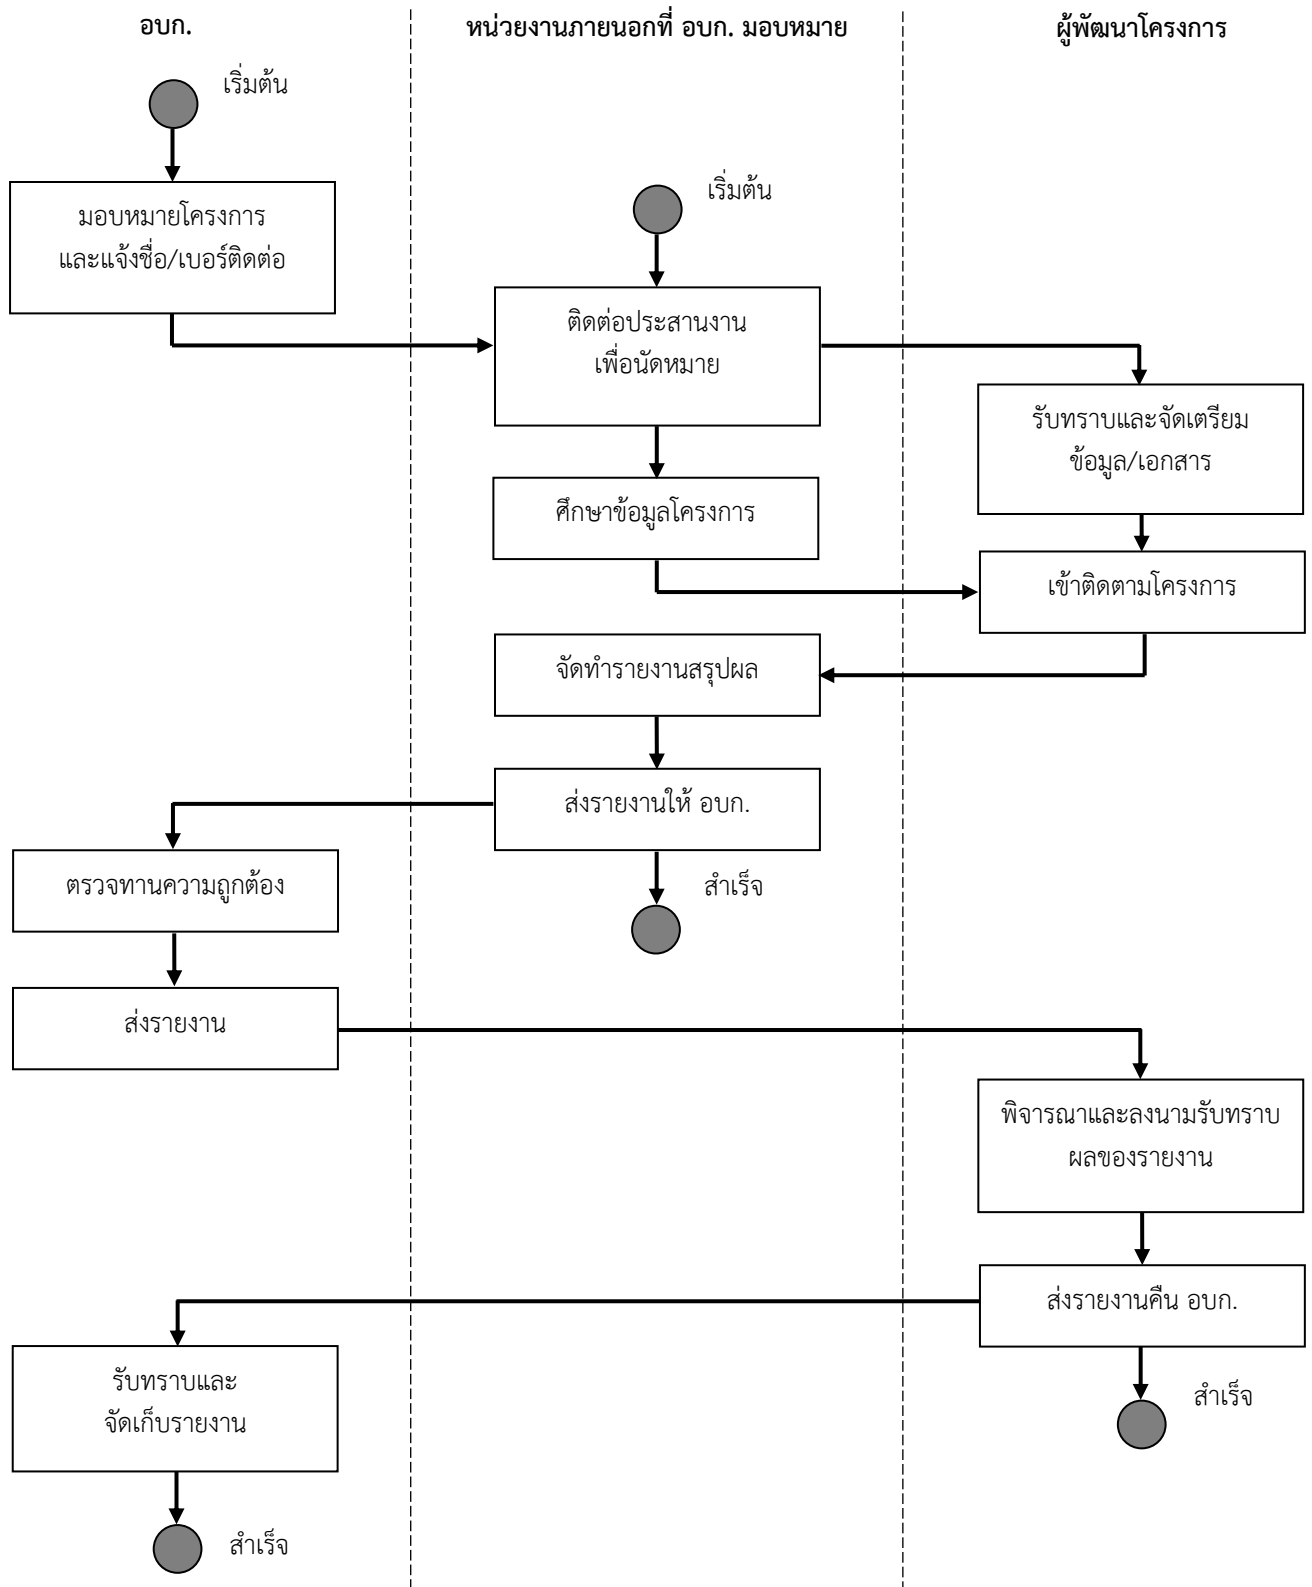 อบก.
หน่วยงานภายนอกที่ อบก. มอบหมาย
ผู้พัฒนาโครงการ
เริ่มต้น
มอบหมายโครงการ
และแจ้งชื่อ/เบอร์ติดต่อ
เริ่มต้น
ติดต่อประสานงาน
เพื่อนัดหมาย
รับทราบและจัดเตรียม
ข้อมูล/เอกสาร
ศึกษาข้อมูลโครงการ
เข้าติดตามโครงการ
จัดทำรายงานสรุปผล
ส่งรายงานให้ อบก.
ตรวจทานความถูกต้อง
สำเร็จ
ส่งรายงาน
พิจารณาและลงนามรับทราบ
ผลของรายงาน
ส่งรายงานคืน อบก.
รับทราบและ
จัดเก็บรายงาน
สำเร็จ
สำเร็จ